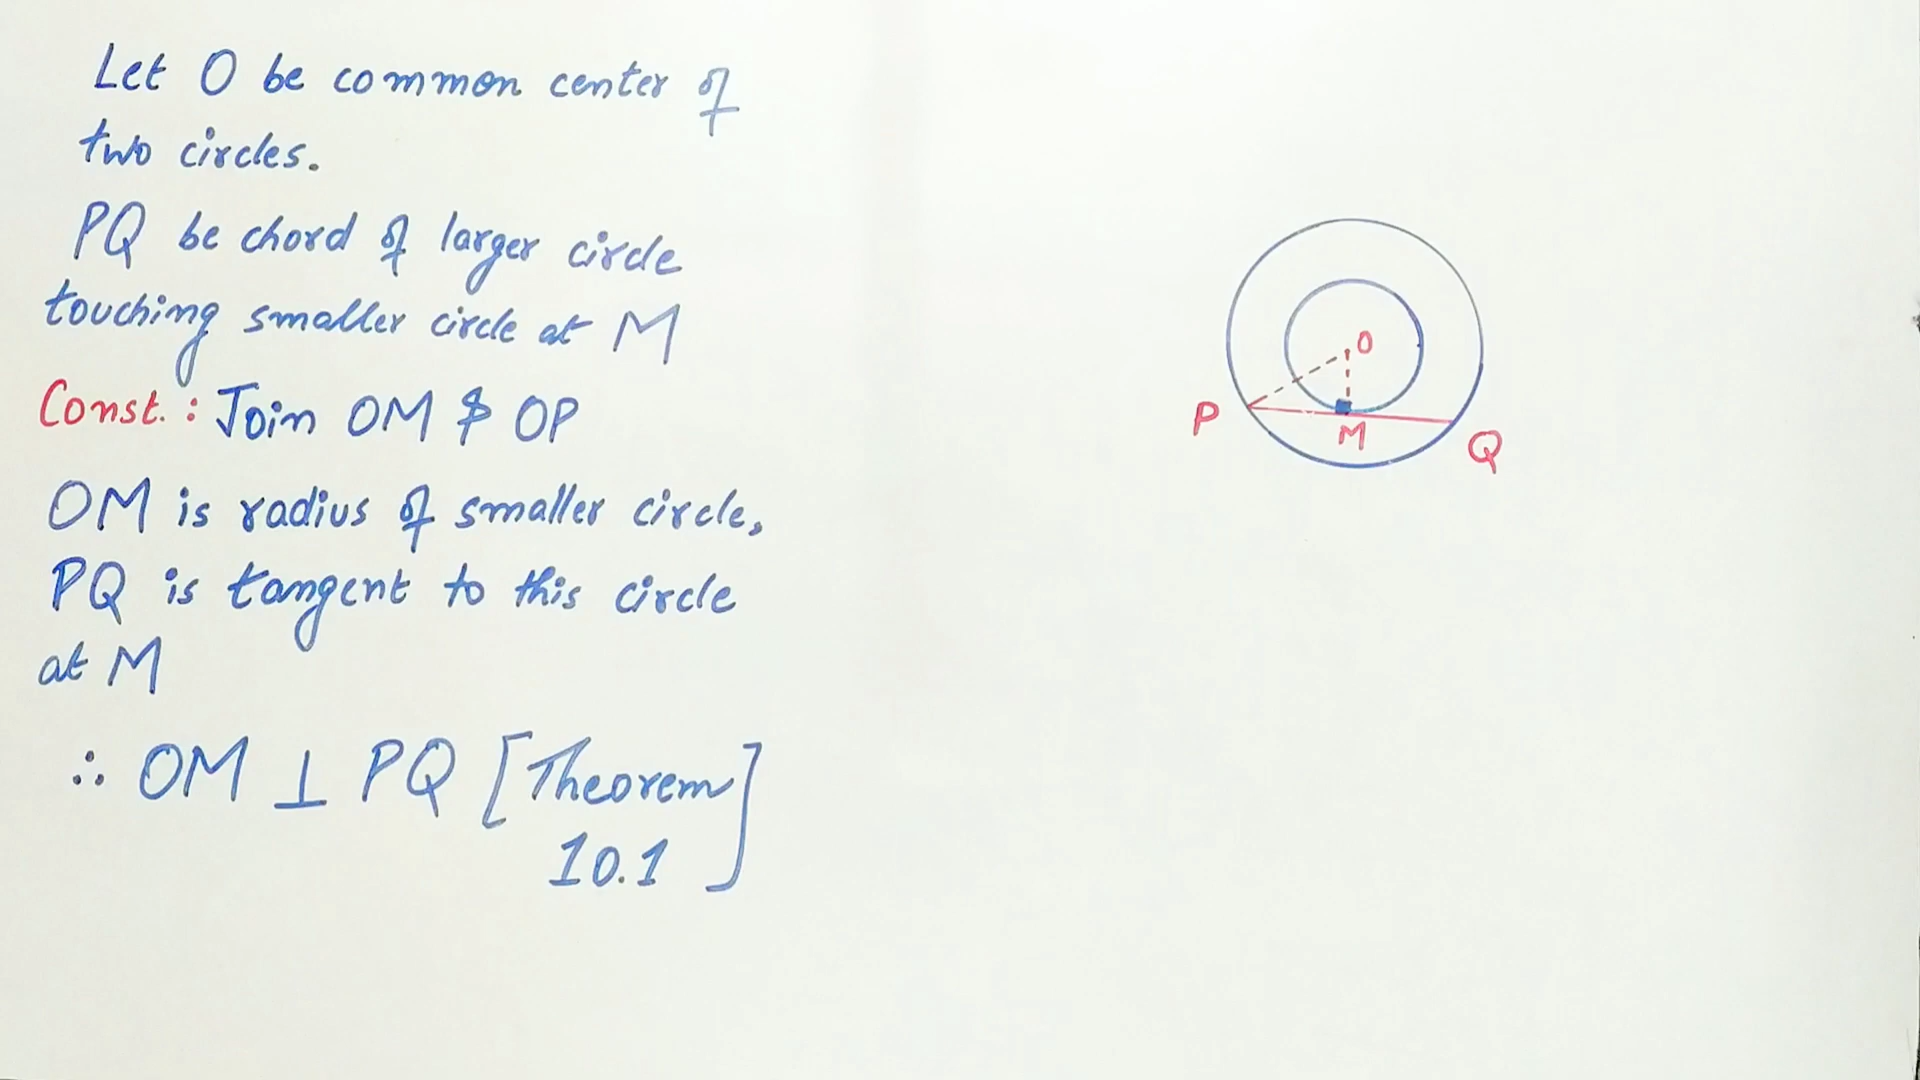 Let O be common center of
two circles.
PQ be chord of larger circle
touching smaller circle at M
Const. : Join OM & OP
OM is radius of smaller circle,
PQ is tangent to this circle
at M
∴ OM ⊥ PQ [Theorem
10.1]
O
P
M
Q